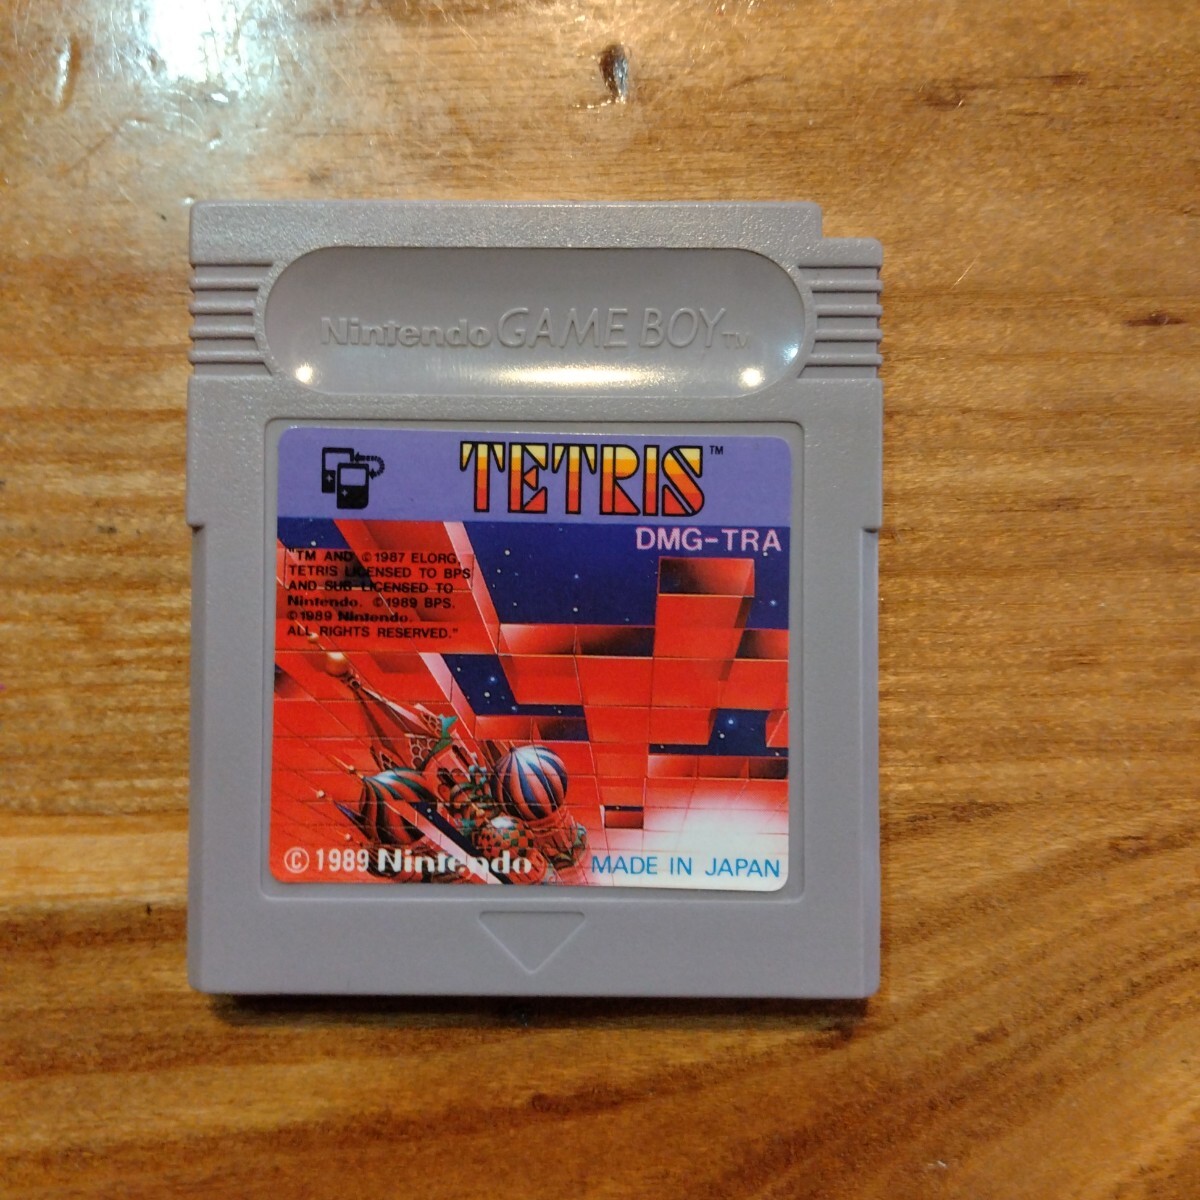 Nintendo GAME BOY TM
TETRIS TM
DMG-TRA
"TM AND © 1987 ELORG,
TETRIS LICENSED TO BPS
AND SUB-LICENSED TO
Nintendo. © 1989 BPS.
© 1989 Nintendo.
ALL RIGHTS RESERVED."
© 1989 Nintendo
MADE IN JAPAN